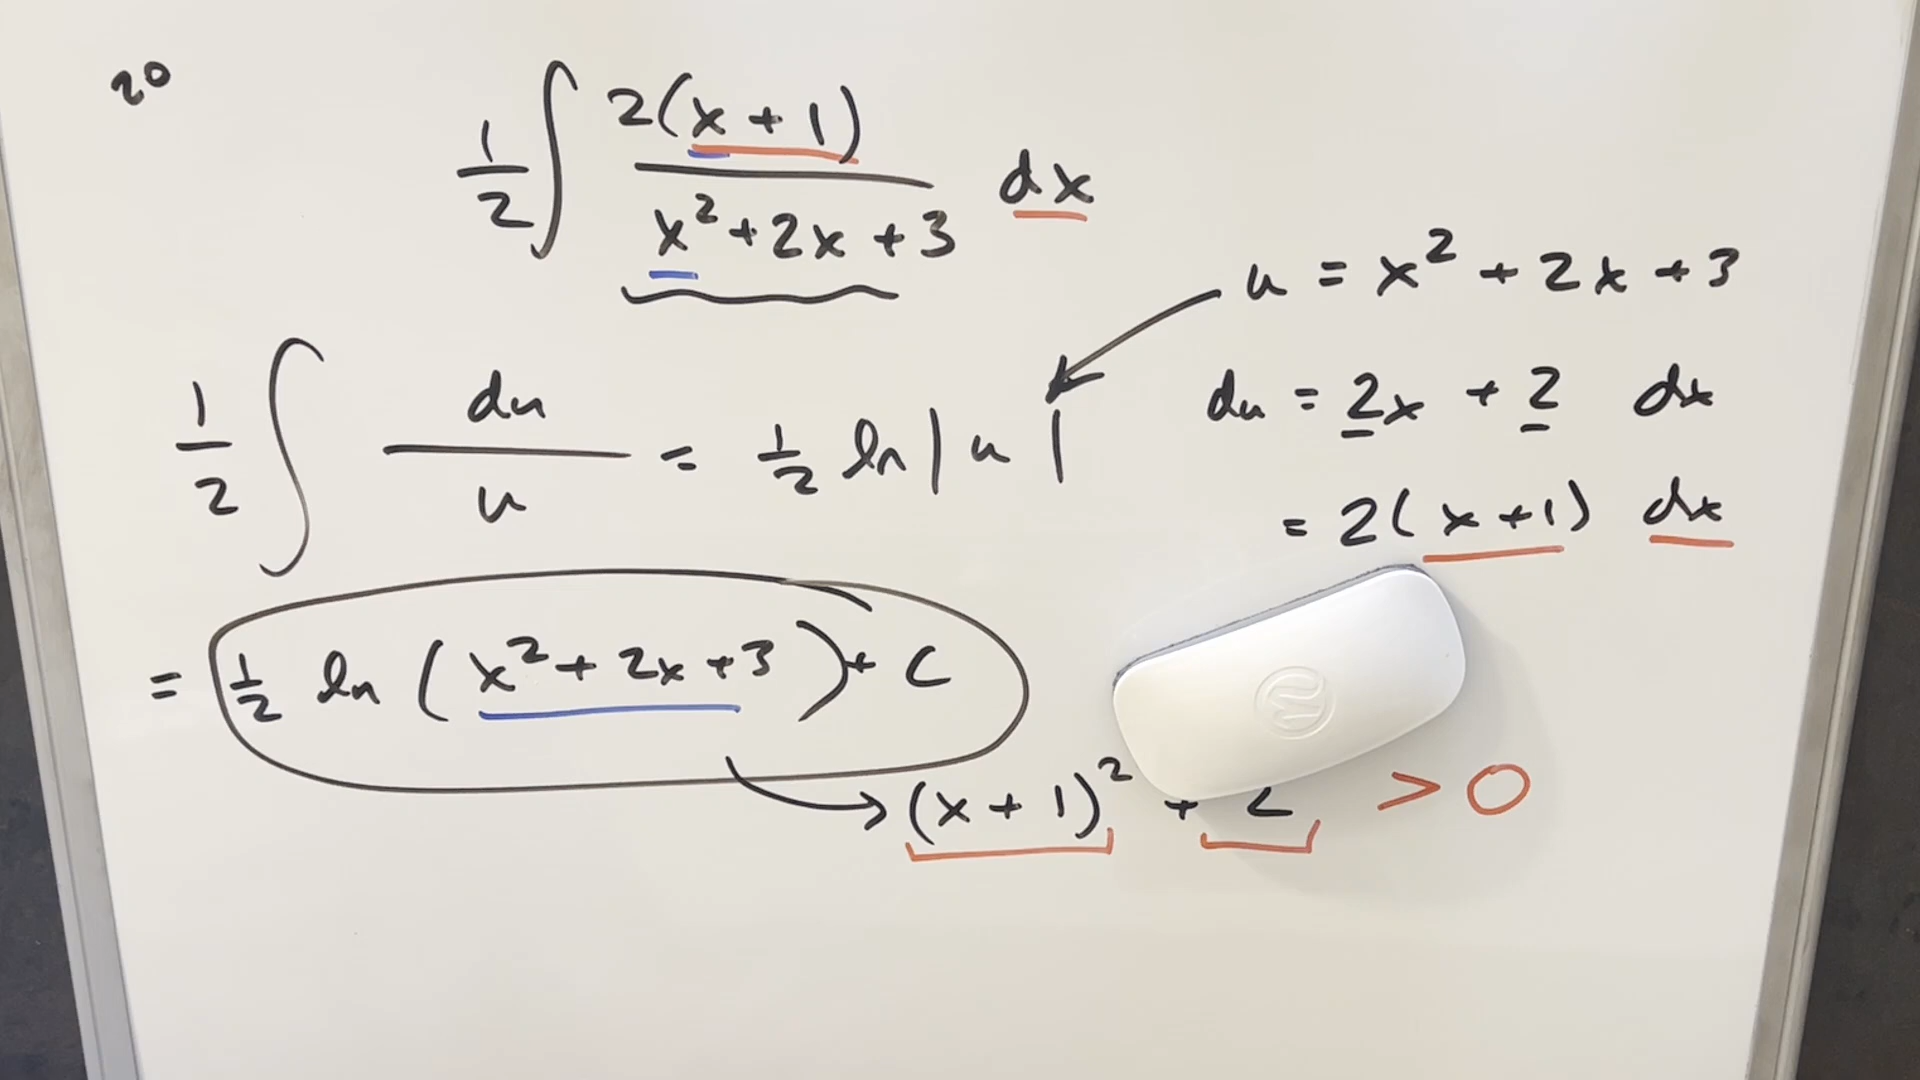 20
1/2 ∫ 2(x + 1) / x² + 2x + 3 dx
u = x² + 2x + 3
1/2 ∫ du / u = 1/2 ln | u |
du = 2x + 2 dx
= 2(x + 1) dx
= 1/2 ln (x² + 2x + 3) + C
(x + 1)² + > 0